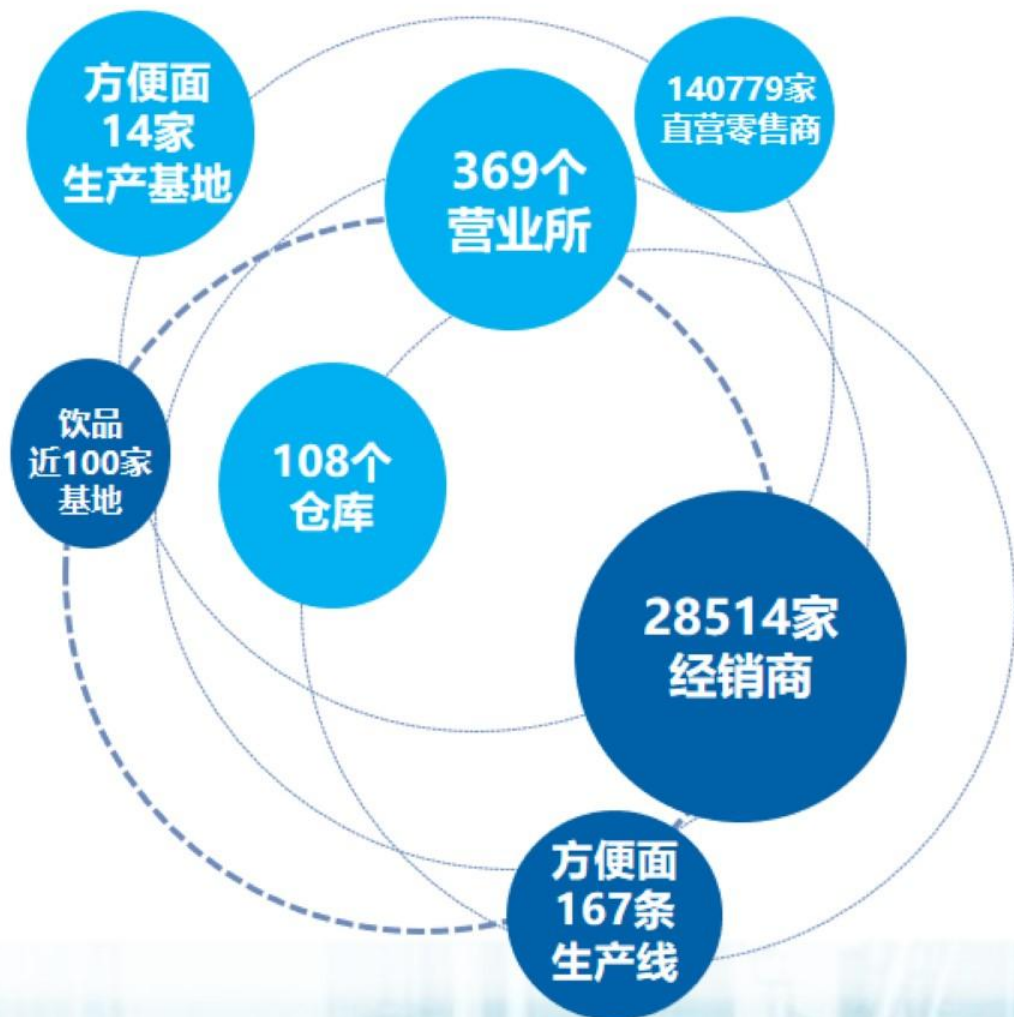 方便面
14家
生产基地
140779家
直营零售商
369个
营业所
饮品
近100家
基地
108个
仓库
28514家
经销商
方便面
167条
生产线